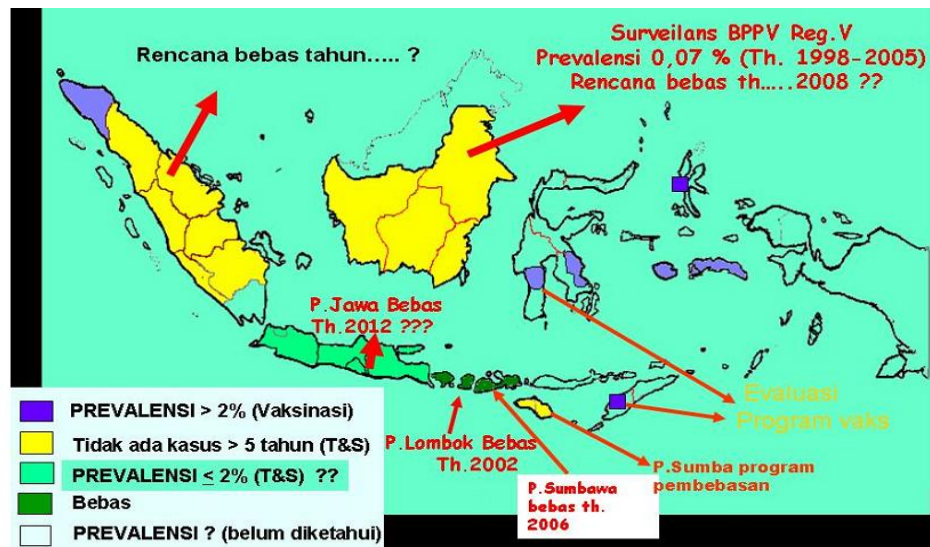 Surveilans BPPV Reg.V
Prevalensi 0,07 % (Th. 1998-2005)
Rencana bebas th.....2008 ??
Rencana bebas tahun..... ?
P.Jawa Bebas
Th.2012 ???
Evaluasi
Program vaks
P.Lombok Bebas
Th.2002
P.Sumba program
pembebasan
P.Sumbawa
bebas th.
2006
PREVALENSI > 2% (Vaksinasi)
Tidak ada kasus > 5 tahun (T&S)
PREVALENSI ≤ 2% (T&S) ??
Bebas
PREVALENSI ? (belum diketahui)